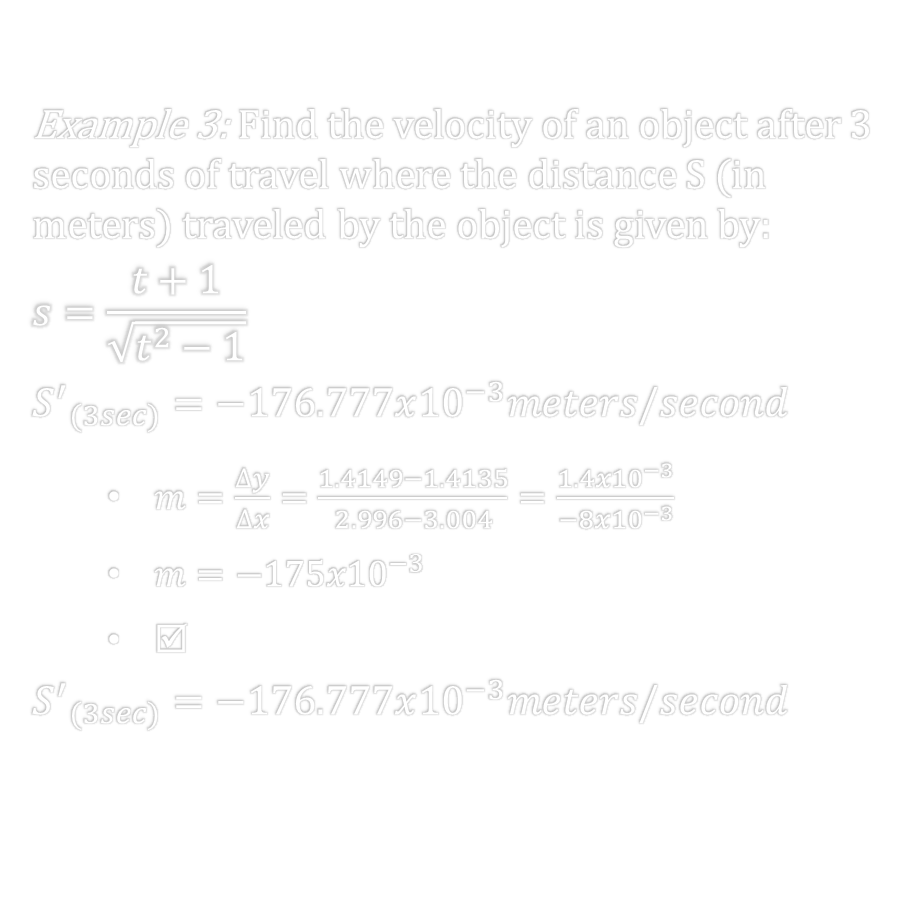 Example 3: Find the velocity of an object after 3
seconds of travel where the distance S (in
meters) traveled by the object is given by:
s = \frac{t + 1}{\sqrt{t^2 - 1}}
S'_{(3sec)} = −176.777x10^{−3} meters/second
○ m = \frac{Δy}{Δx} = \frac{1.4149−1.4135}{2.996−3.004} = \frac{1.4x10^{−3}}{−8x10^{−3}}
○ m = −175x10^{−3}
○ ☑
S'_{(3sec)} = −176.777x10^{−3} meters/second